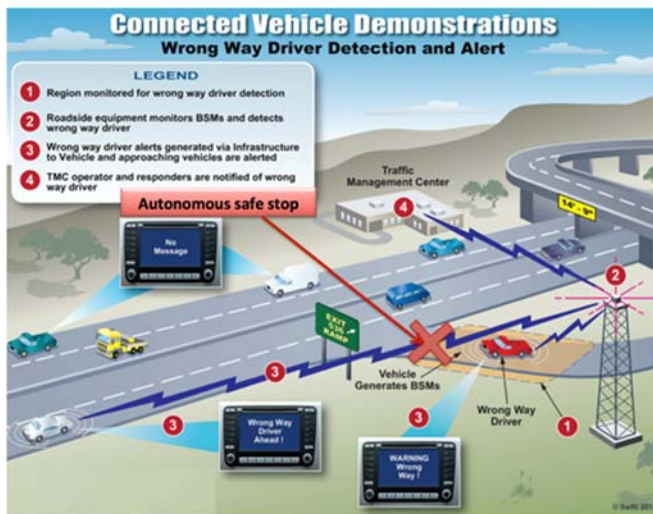 Connected Vehicle Demonstrations
Wrong Way Driver Detection and Alert
LEGEND
1 Region monitored for wrong way driver detection
2 Roadside equipment monitors BSMs and detects
wrong way driver
3 Wrong way driver alerts generated via Infrastructure
to Vehicle and approaching vehicles are alerted
4 TMC operator and responders are notified of wrong
way driver
Autonomous safe stop
Traffic
Management Center
4
14' - 9"
No
Message
2
EXIT
536
RAMP
3
Vehicle
Generates BSMs
Wrong Way
Driver
1
3
Wrong Way
Driver
Ahead !
3
WARNING
Wrong
Way !